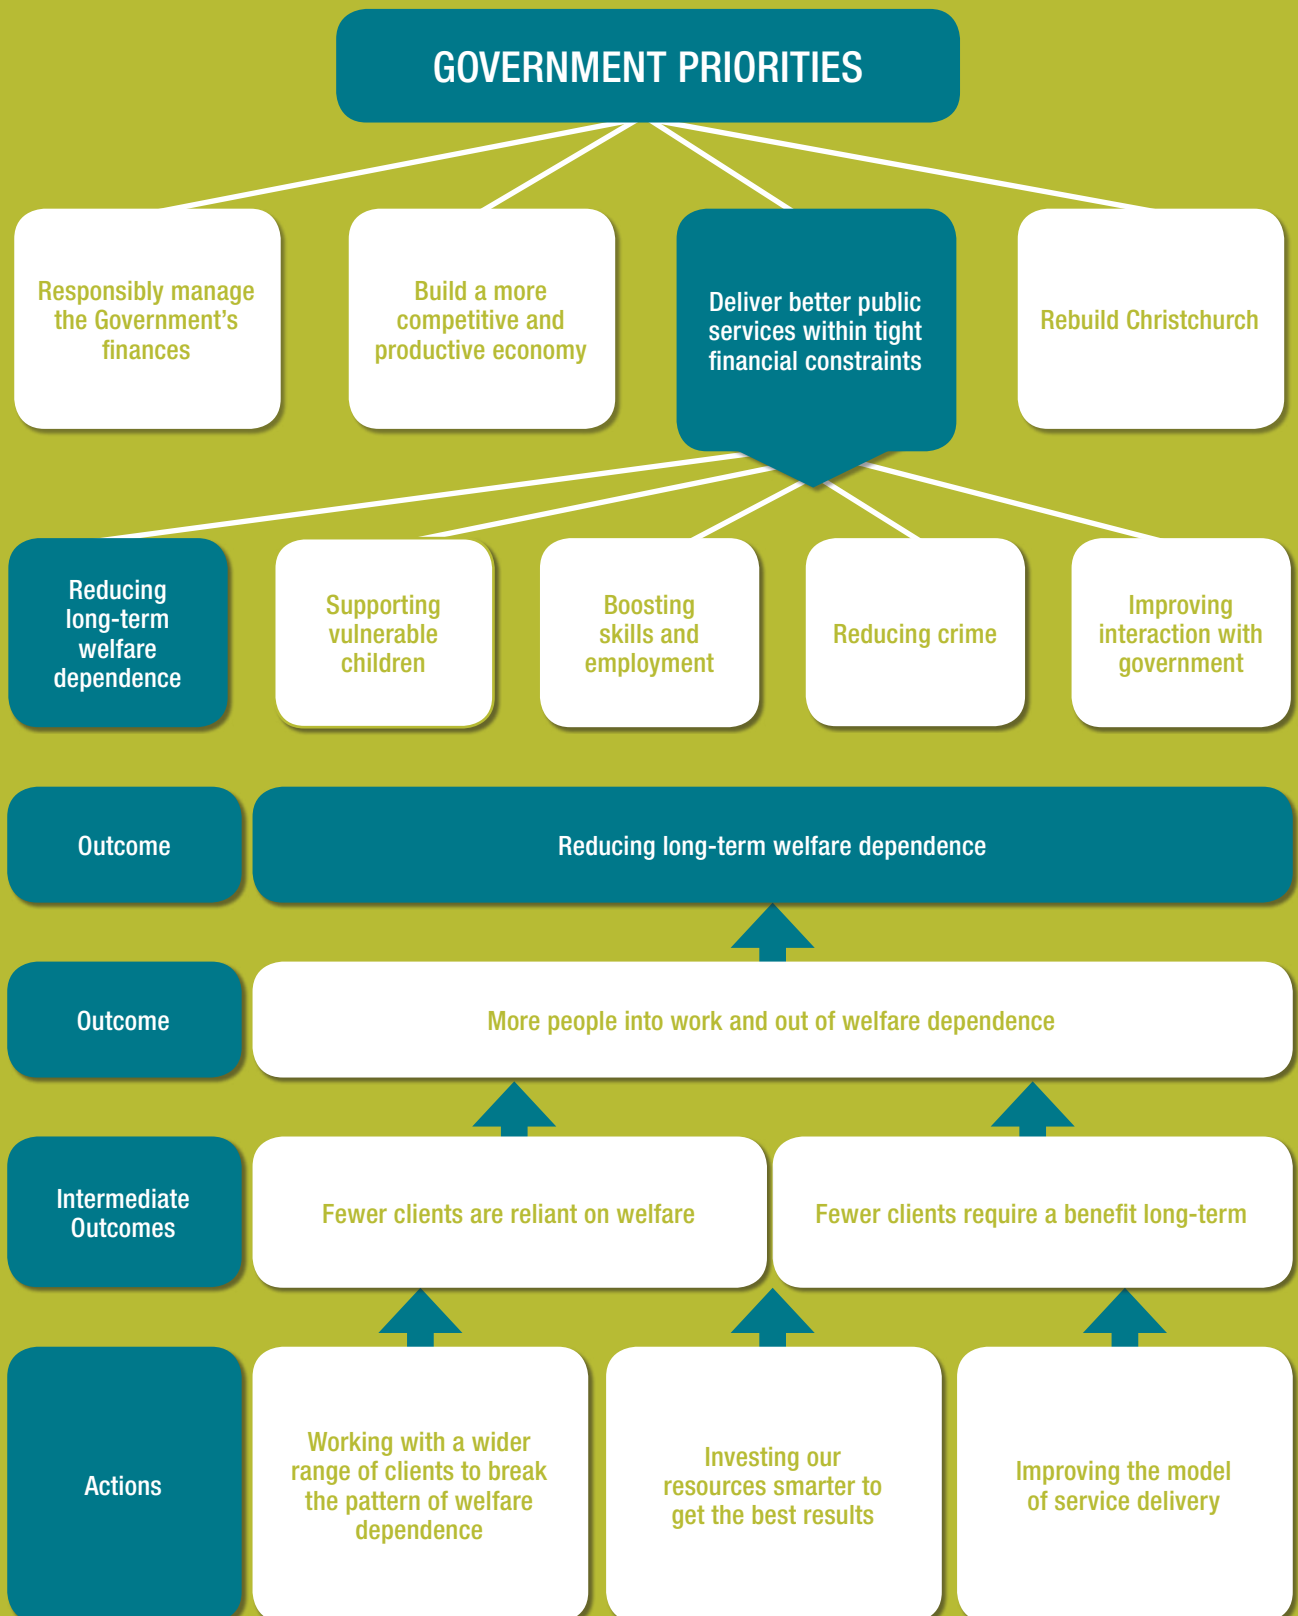 GOVERNMENT PRIORITIES
Responsibly manage
the Government’s
finances
Build a more
competitive and
productive economy
Deliver better public
services within tight
financial constraints
Rebuild Christchurch
Reducing
long-term
welfare
dependence
Supporting
vulnerable
children
Boosting
skills and
employment
Reducing crime
Improving
interaction with
government
Outcome
Reducing long-term welfare dependence
Outcome
More people into work and out of welfare dependence
Intermediate
Outcomes
Fewer clients are reliant on welfare
Fewer clients require a benefit long-term
Actions
Working with a wider
range of clients to break
the pattern of welfare
dependence
Investing our
resources smarter to
get the best results
Improving the model
of service delivery